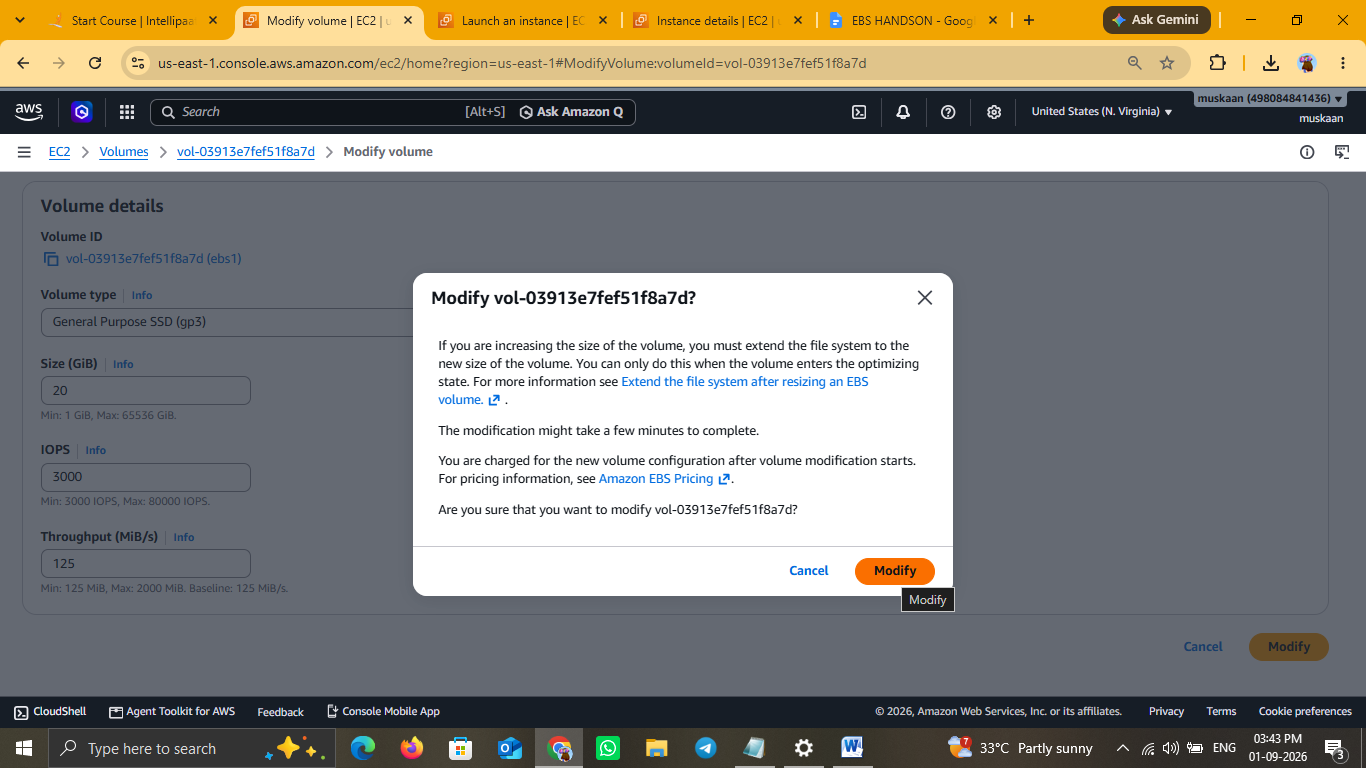 Start Course | Intellipaa
Modify volume | EC2 | u
Launch an instance | EC
Instance details | EC2 | u
EBS HANDSON - Goog
Ask Gemini
us-east-1.console.aws.amazon.com/ec2/home?region=us-east-1#ModifyVolume:volumeId=vol-03913e7fef51f8a7d
aws
Search
[Alt+S]
Ask Amazon Q
United States (N. Virginia)
muskaan (498084841436)
muskaan
EC2
Volumes
vol-03913e7fef51f8a7d
Modify volume
Volume details
Volume ID
vol-03913e7fef51f8a7d (ebs1)
Volume type
Info
General Purpose SSD (gp3)
Size (GiB)
Info
20
Min: 1 GiB, Max: 65536 GiB.
IOPS
Info
3000
Min: 3000 IOPS, Max: 80000 IOPS.
Throughput (MiB/s)
Info
125
Min: 125 MiB, Max: 2000 MiB. Baseline: 125 MiB/s.
Modify vol-03913e7fef51f8a7d?
If you are increasing the size of the volume, you must extend the file system to the
new size of the volume. You can only do this when the volume enters the optimizing
state. For more information see Extend the file system after resizing an EBS
volume. .
The modification might take a few minutes to complete.
You are charged for the new volume configuration after volume modification starts.
For pricing information, see Amazon EBS Pricing .
Are you sure that you want to modify vol-03913e7fef51f8a7d?
Cancel
Modify
Modify
Cancel
Modify
CloudShell
Agent Toolkit for AWS
Feedback
Console Mobile App
© 2026, Amazon Web Services, Inc. or its affiliates.
Privacy
Terms
Cookie preferences
Type here to search
7
33°C Partly sunny
ENG
03:43 PM
01-09-2026
3